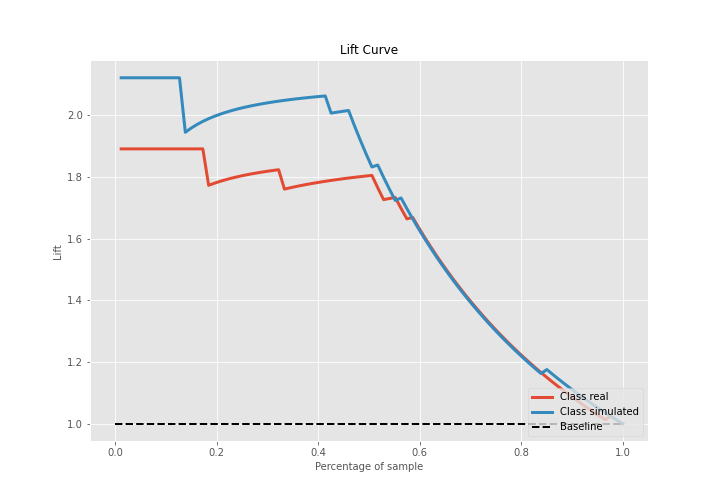 Lift Curve
Lift
2.0
1.8
1.6
1.4
1.2
1.0
0.0 0.2 0.4 0.6 0.8 1.0
Percentage of sample
Class real
Class simulated
Baseline